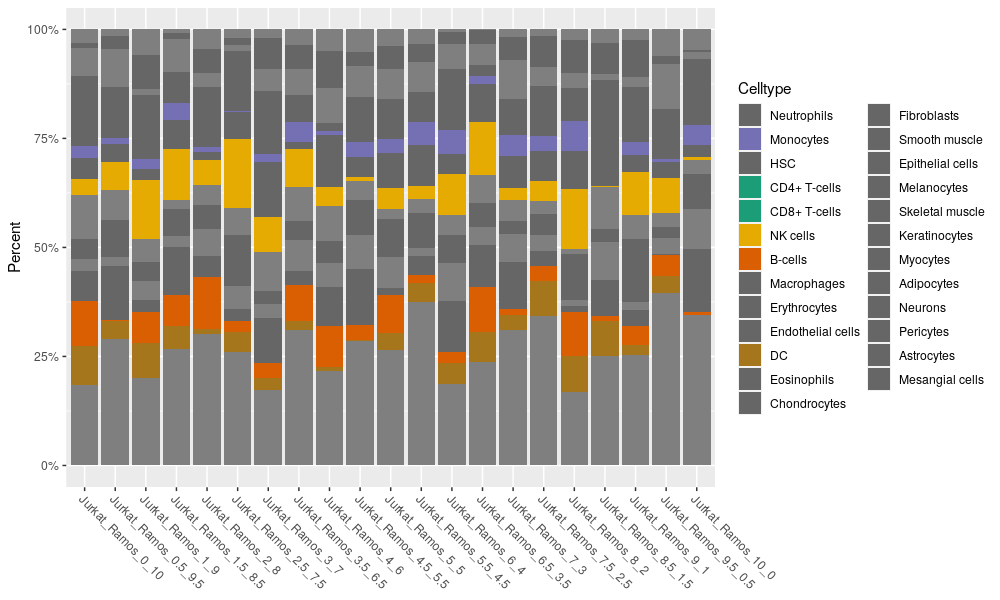 Percent
100%
75%
50%
25%
0%
Jurkat_Ramos_0_10
Jurkat_Ramos_0.5_9.5
Jurkat_Ramos_1_9
Jurkat_Ramos_1.5_8.5
Jurkat_Ramos_2_8
Jurkat_Ramos_2.5_7.5
Jurkat_Ramos_3_7
Jurkat_Ramos_3.5_6.5
Jurkat_Ramos_4_6
Jurkat_Ramos_4.5_5.5
Jurkat_Ramos_5_5
Jurkat_Ramos_5.5_4.5
Jurkat_Ramos_6_4
Jurkat_Ramos_6.5_3.5
Jurkat_Ramos_7_3
Jurkat_Ramos_7.5_2.5
Jurkat_Ramos_8_2
Jurkat_Ramos_8.5_1.5
Jurkat_Ramos_9_1
Jurkat_Ramos_9.5_0.5
Jurkat_Ramos_10_0
Celltype
Neutrophils
Monocytes
HSC
CD4+ T-cells
CD8+ T-cells
NK cells
B-cells
Macrophages
Erythrocytes
Endothelial cells
DC
Eosinophils
Chondrocytes
Fibroblasts
Smooth muscle
Epithelial cells
Melanocytes
Skeletal muscle
Keratinocytes
Myocytes
Adipocytes
Neurons
Pericytes
Astrocytes
Mesangial cells